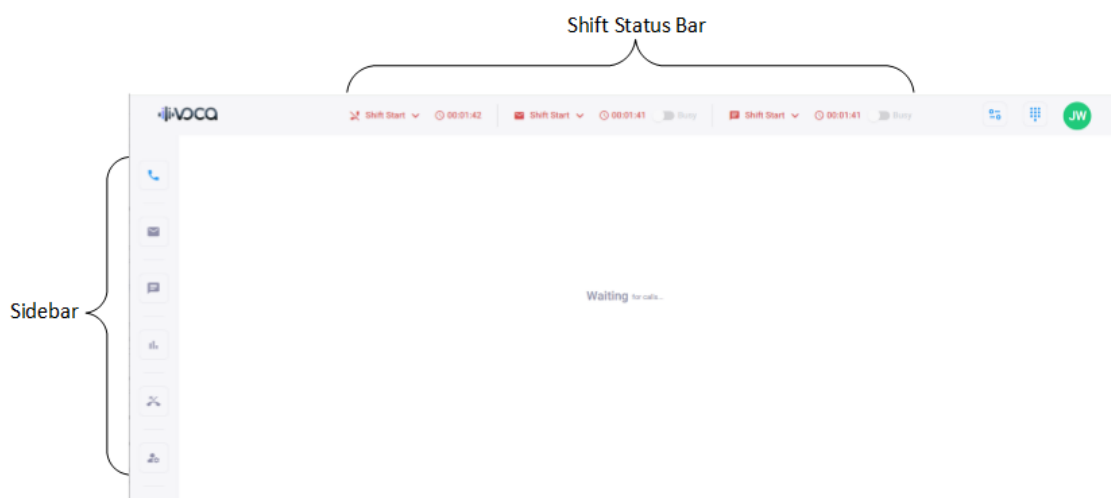 Shift Status Bar
VOCA
Shift Start 00:01:42 Shift Start 00:01:41 Busy Shift Start 00:01:41 Busy JW
Sidebar
Waiting for calls...